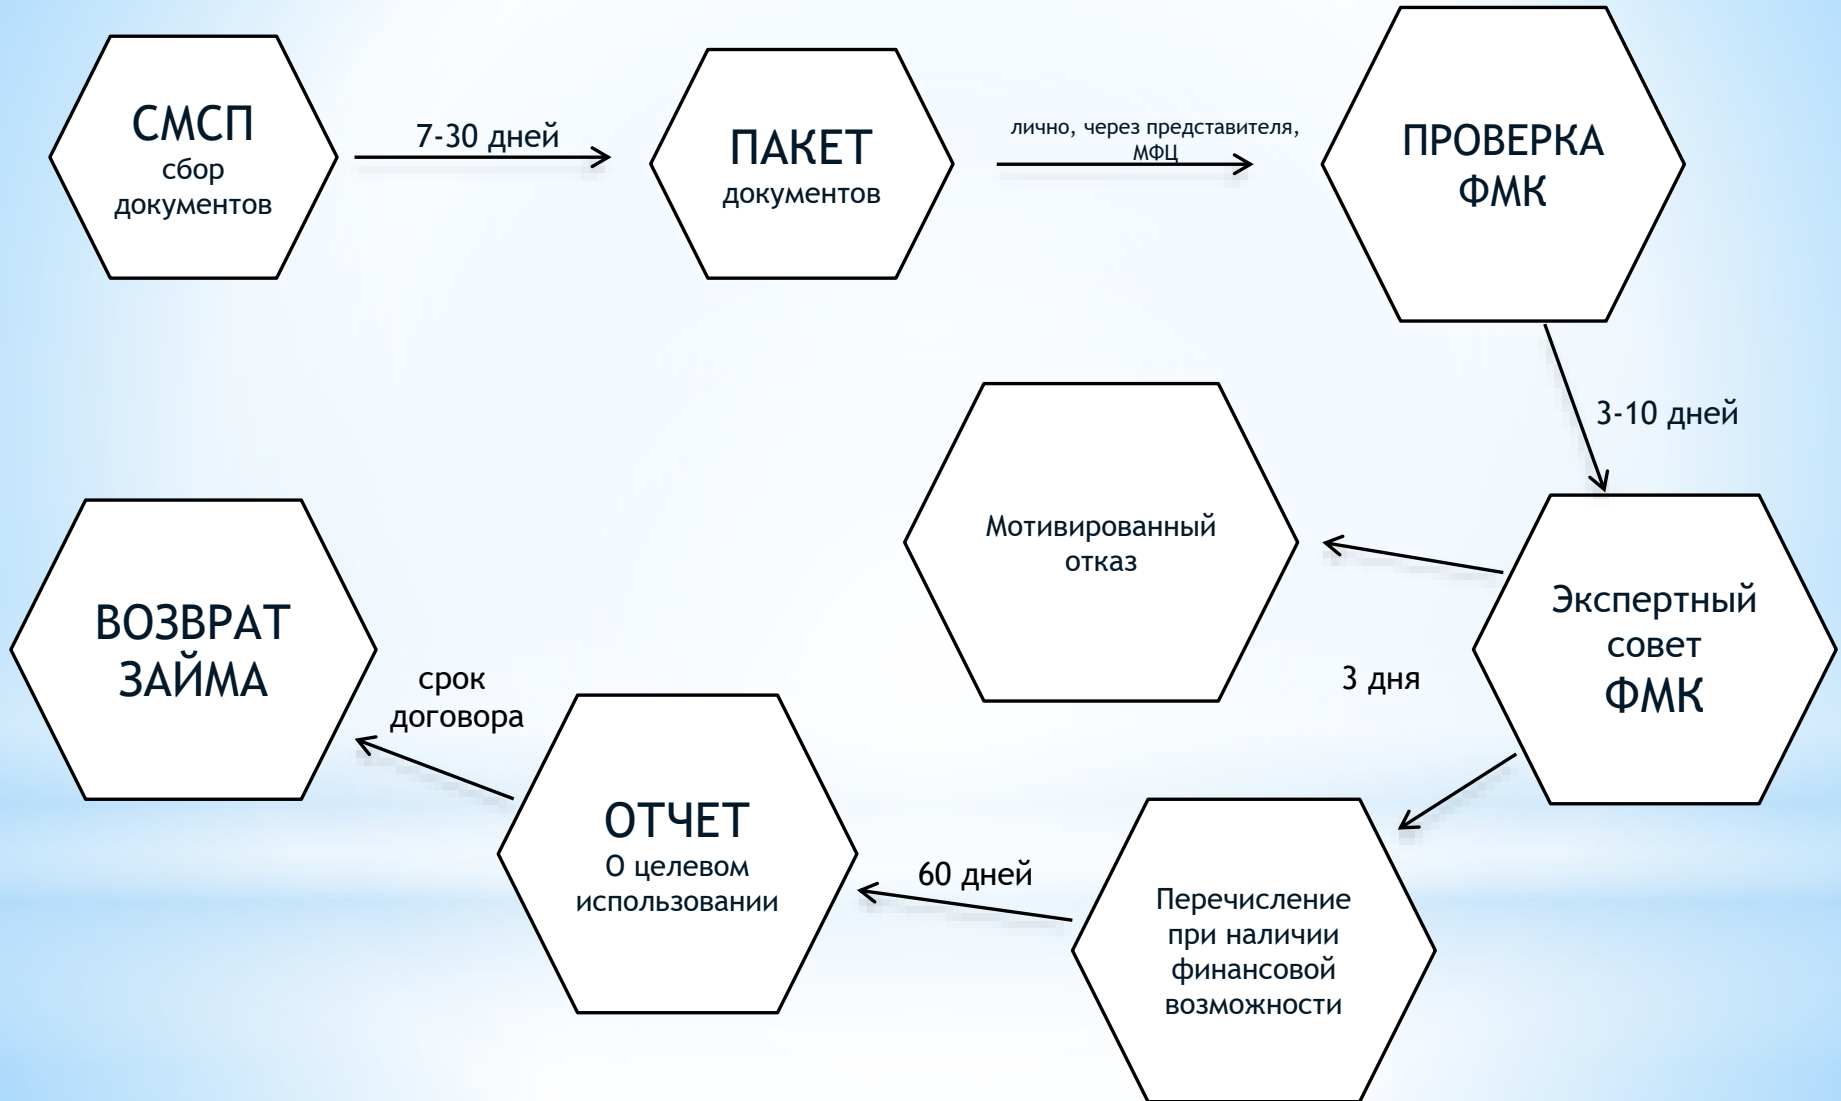 СМСП
сбор
документов
7-30 дней
ПАКЕТ
документов
лично, через представителя,
МФЦ
ПРОВЕРКА
ФМК
3-10 дней
Экспертный
совет
ФМК
Мотивированный
отказ
3 дня
Перечисление
при наличии
финансовой
возможности
60 дней
ОТЧЕТ
О целевом
использовании
срок
договора
ВОЗВРАТ
ЗАЙМА